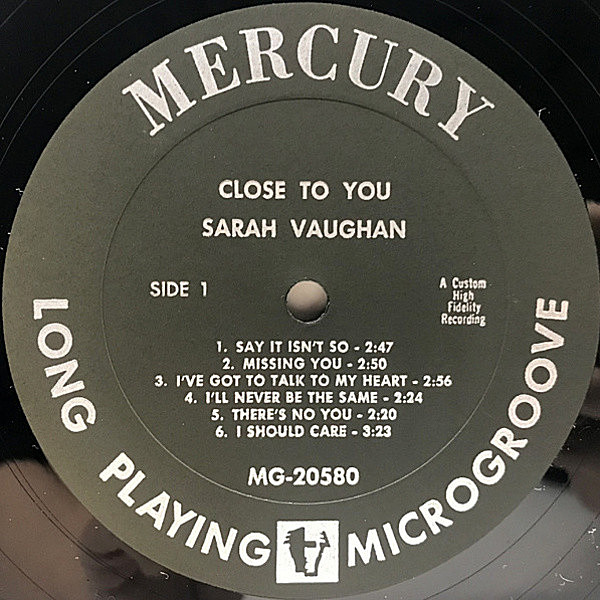 MERCURY
CLOSE TO YOU
SARAH VAUGHAN
SIDE 1
A Custom
High
Fidelity
Recording
1. SAY IT ISN'T SO - 2:47
2. MISSING YOU - 2:50
3. I'VE GOT TO TALK TO MY HEART - 2:56
4. I'LL NEVER BE THE SAME - 2:24
5. THERE'S NO YOU - 2:20
6. I SHOULD CARE - 3:23
MG-20580
LONG PLAYING MICROGROOVE